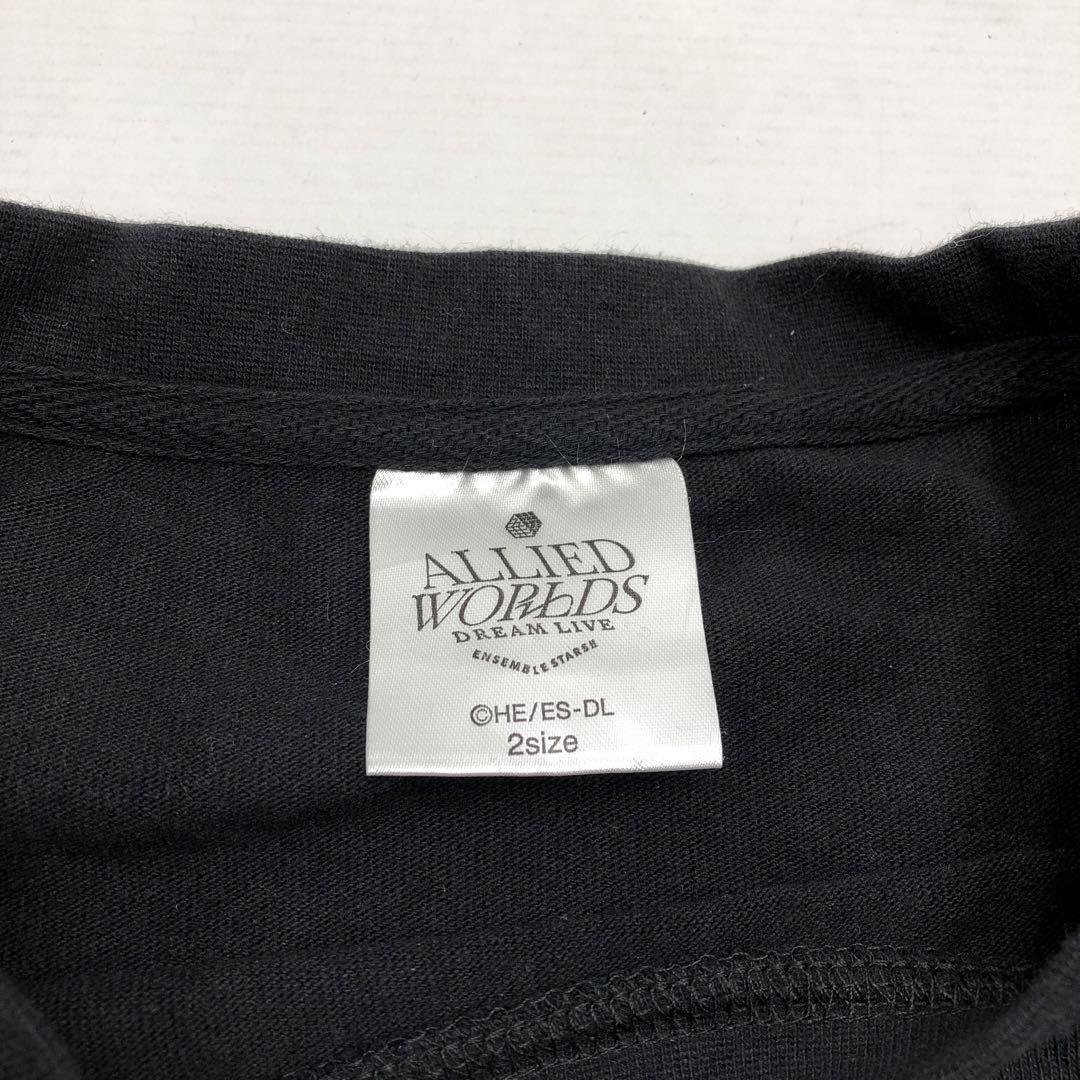 ALLIED
WORLDS
DREAM LIVE
ENSEMBLE STARS!!
©HE/ES-DL
2size